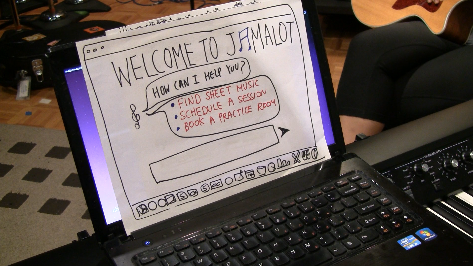 WELCOME TO JAMALOT
HOW CAN I HELP YOU?
• FIND SHEET MUSIC
• SCHEDULE A SESSION
• BOOK A PRACTICE ROOM